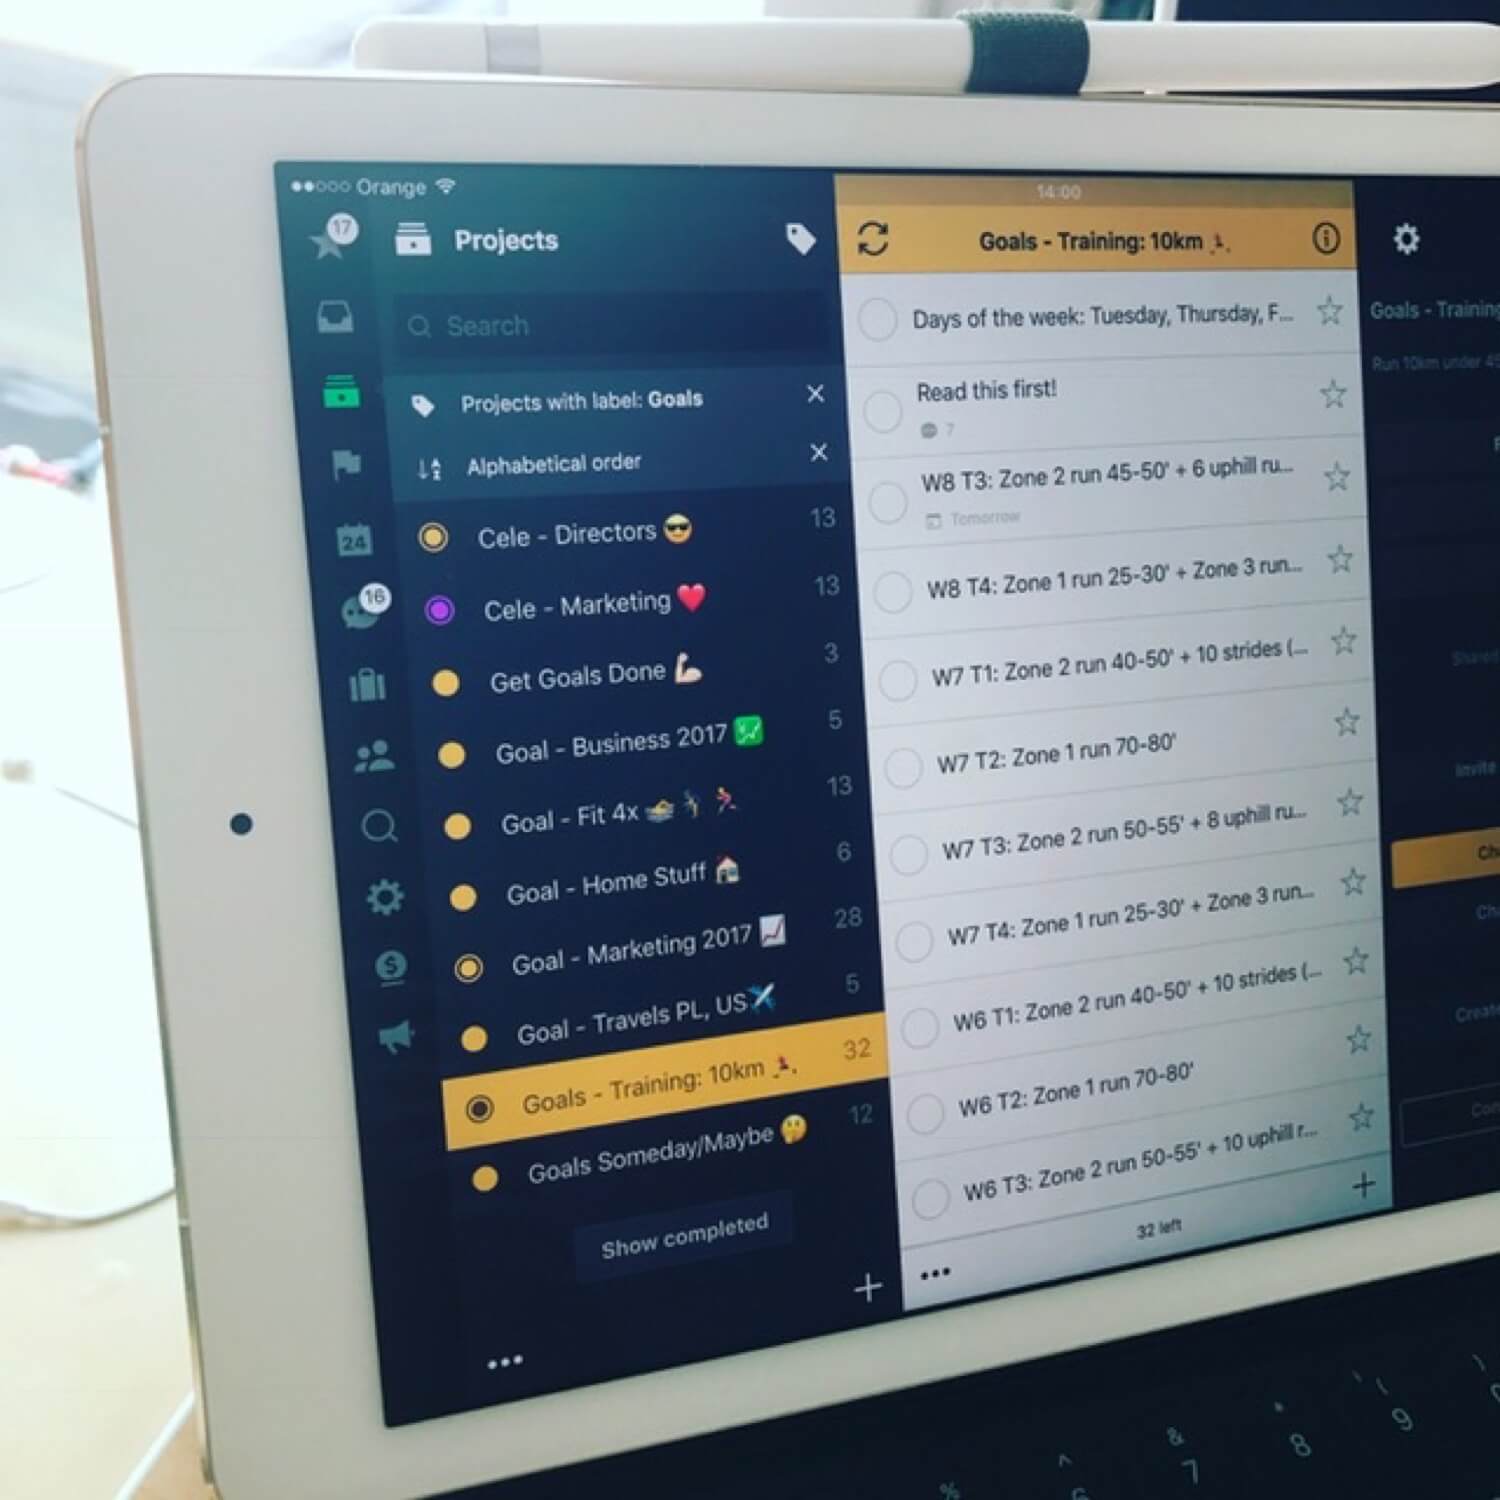 Orange
14:00
17
Projects
Search
Projects with label: Goals
Alphabetical order
24
16
Cele - Directors 😎 13
Cele - Marketing ❤️ 13
Get Goals Done 💪🏻 3
Goal - Business 2017 💹 5
Goal - Fit 4x 13
Goal - Home Stuff 🏠 6
Goal - Marketing 2017 📈 28
Goal - Travels PL, US✈️ 5
Goals - Training: 10km 32
Goals Someday/Maybe 🤔 12
Show completed
Goals - Training: 10km
Days of the week: Tuesday, Thursday, F...
Read this first!
7
W8 T3: Zone 2 run 45-50' + 6 uphill ru...
Tomorrow
W8 T4: Zone 1 run 25-30' + Zone 3 run...
W7 T1: Zone 2 run 40-50' + 10 strides (...
W7 T2: Zone 1 run 70-80'
W7 T3: Zone 2 run 50-55' + 8 uphill ru...
W7 T4: Zone 1 run 25-30' + Zone 3 run...
W6 T1: Zone 2 run 40-50' + 10 strides (...
W6 T2: Zone 1 run 70-80'
W6 T3: Zone 2 run 50-55' + 10 uphill r...
32 left
Goals - Training
Run 10km under 45
Shared
Invite
Create
% ^ & * (
6 7 8 9